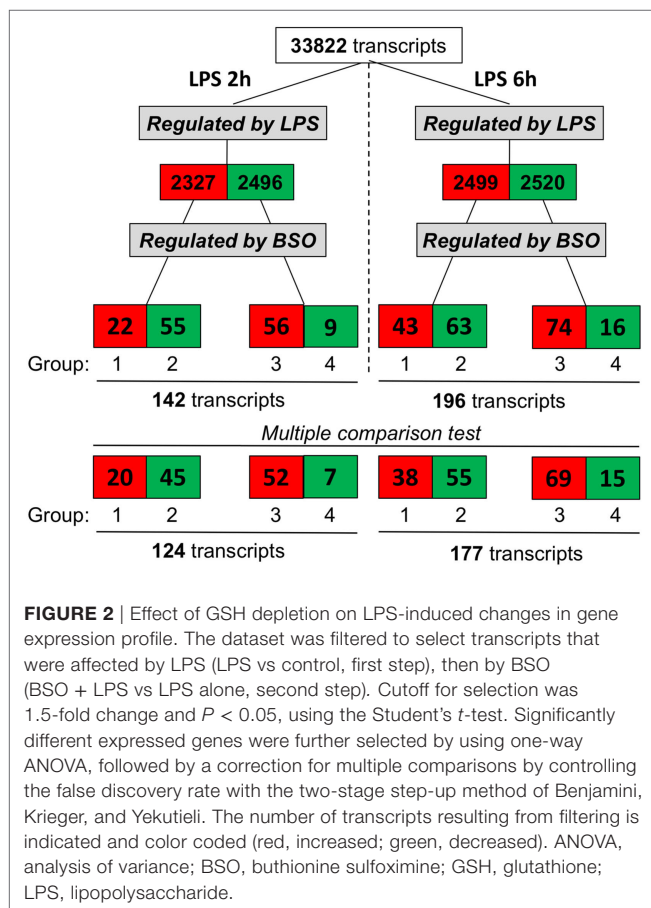 33822 transcripts
LPS 2h LPS 6h
Regulated by LPS Regulated by LPS
2327 2496 2499 2520
Regulated by BSO Regulated by BSO
22 55 56 9 43 63 74 16
Group: 1 2 3 4 1 2 3 4
142 transcripts 196 transcripts
Multiple comparison test
20 45 52 7 38 55 69 15
Group: 1 2 3 4 1 2 3 4
124 transcripts 177 transcripts
FIGURE 2 | Effect of GSH depletion on LPS-induced changes in gene
expression profile. The dataset was filtered to select transcripts that
were affected by LPS (LPS vs control, first step), then by BSO
(BSO + LPS vs LPS alone, second step). Cutoff for selection was
1.5-fold change and P < 0.05, using the Student's t-test. Significantly
different expressed genes were further selected by using one-way
ANOVA, followed by a correction for multiple comparisons by controlling
the false discovery rate with the two-stage step-up method of Benjamini,
Krieger, and Yekutieli. The number of transcripts resulting from filtering is
indicated and color coded (red, increased; green, decreased). ANOVA,
analysis of variance; BSO, buthionine sulfoximine; GSH, glutathione;
LPS, lipopolysaccharide.